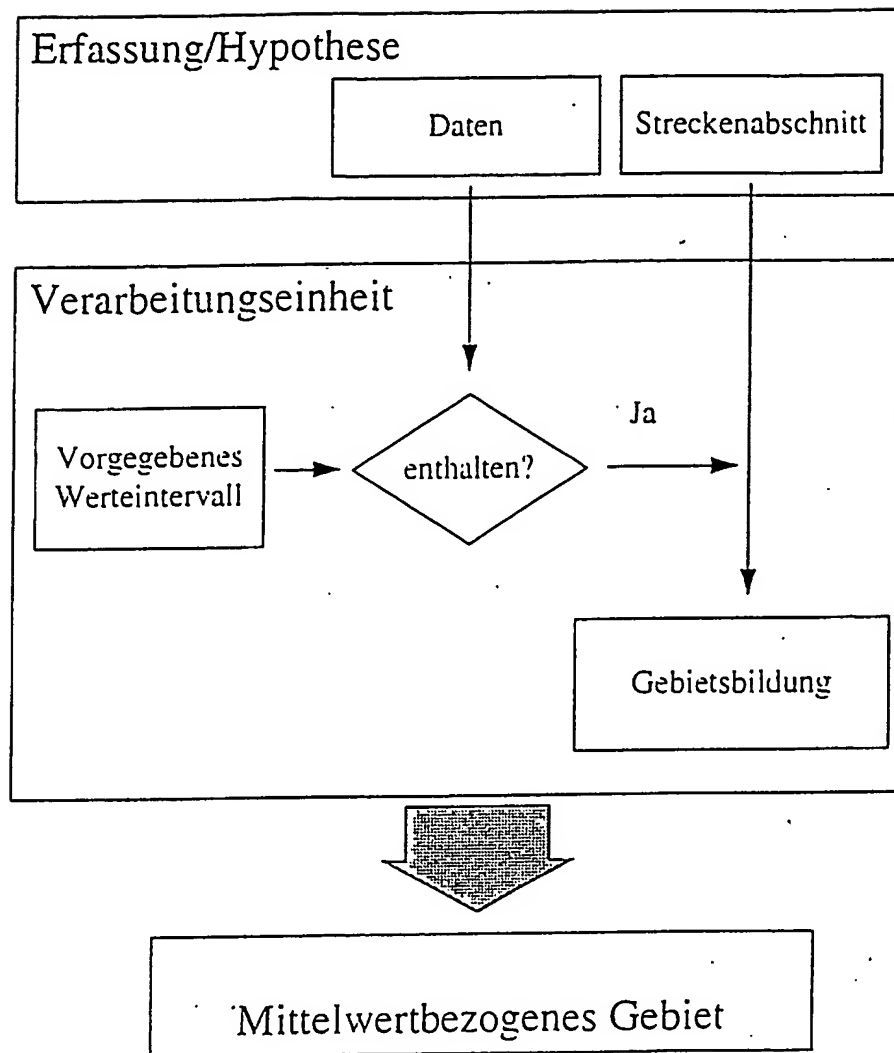 Erfassung/Hypothese
Daten
Streckenabschnitt
Verarbeitungseinheit
Ja
Vorgegebenes
Werteintervall
enthalten?
Gebietsbildung
Mittelwertbezogenes Gebiet